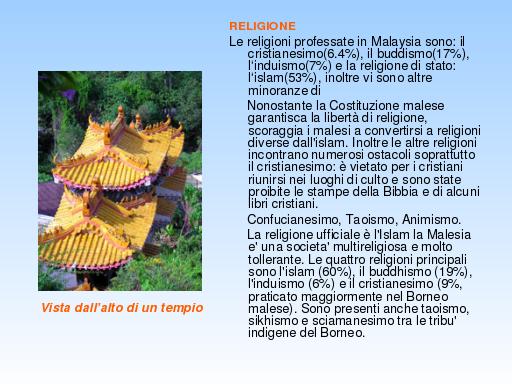 RELIGIONE
Le religioni professate in Malaysia sono: il
cristianesimo(6.4%), il buddismo(17%),
l'induismo(7%) e la religione di stato:
l'islam(53%), inoltre vi sono altre
minoranze di
Nonostante la Costituzione malese
garantisca la libertà di religione,
scoraggia i malesi a convertirsi a religioni
diverse dall'islam. Inoltre le altre religioni
incontrano numerosi ostacoli soprattutto
il cristianesimo: è vietato per i cristiani
riunirsi nei luoghi di culto e sono state
proibite le stampe della Bibbia e di alcuni
libri cristiani.
Confucianesimo, Taoismo, Animismo.
La religione ufficiale è l'Islam la Malesia
e' una societa' multireligiosa e molto
tollerante. Le quattro religioni principali
sono l'islam (60%), il buddhismo (19%),
l'induismo (6%) e il cristianesimo (9%,
praticato maggiormente nel Borneo
malese). Sono presenti anche taoismo,
sikhismo e sciamanesimo tra le tribu'
indigene del Borneo.
Vista dall'alto di un tempio